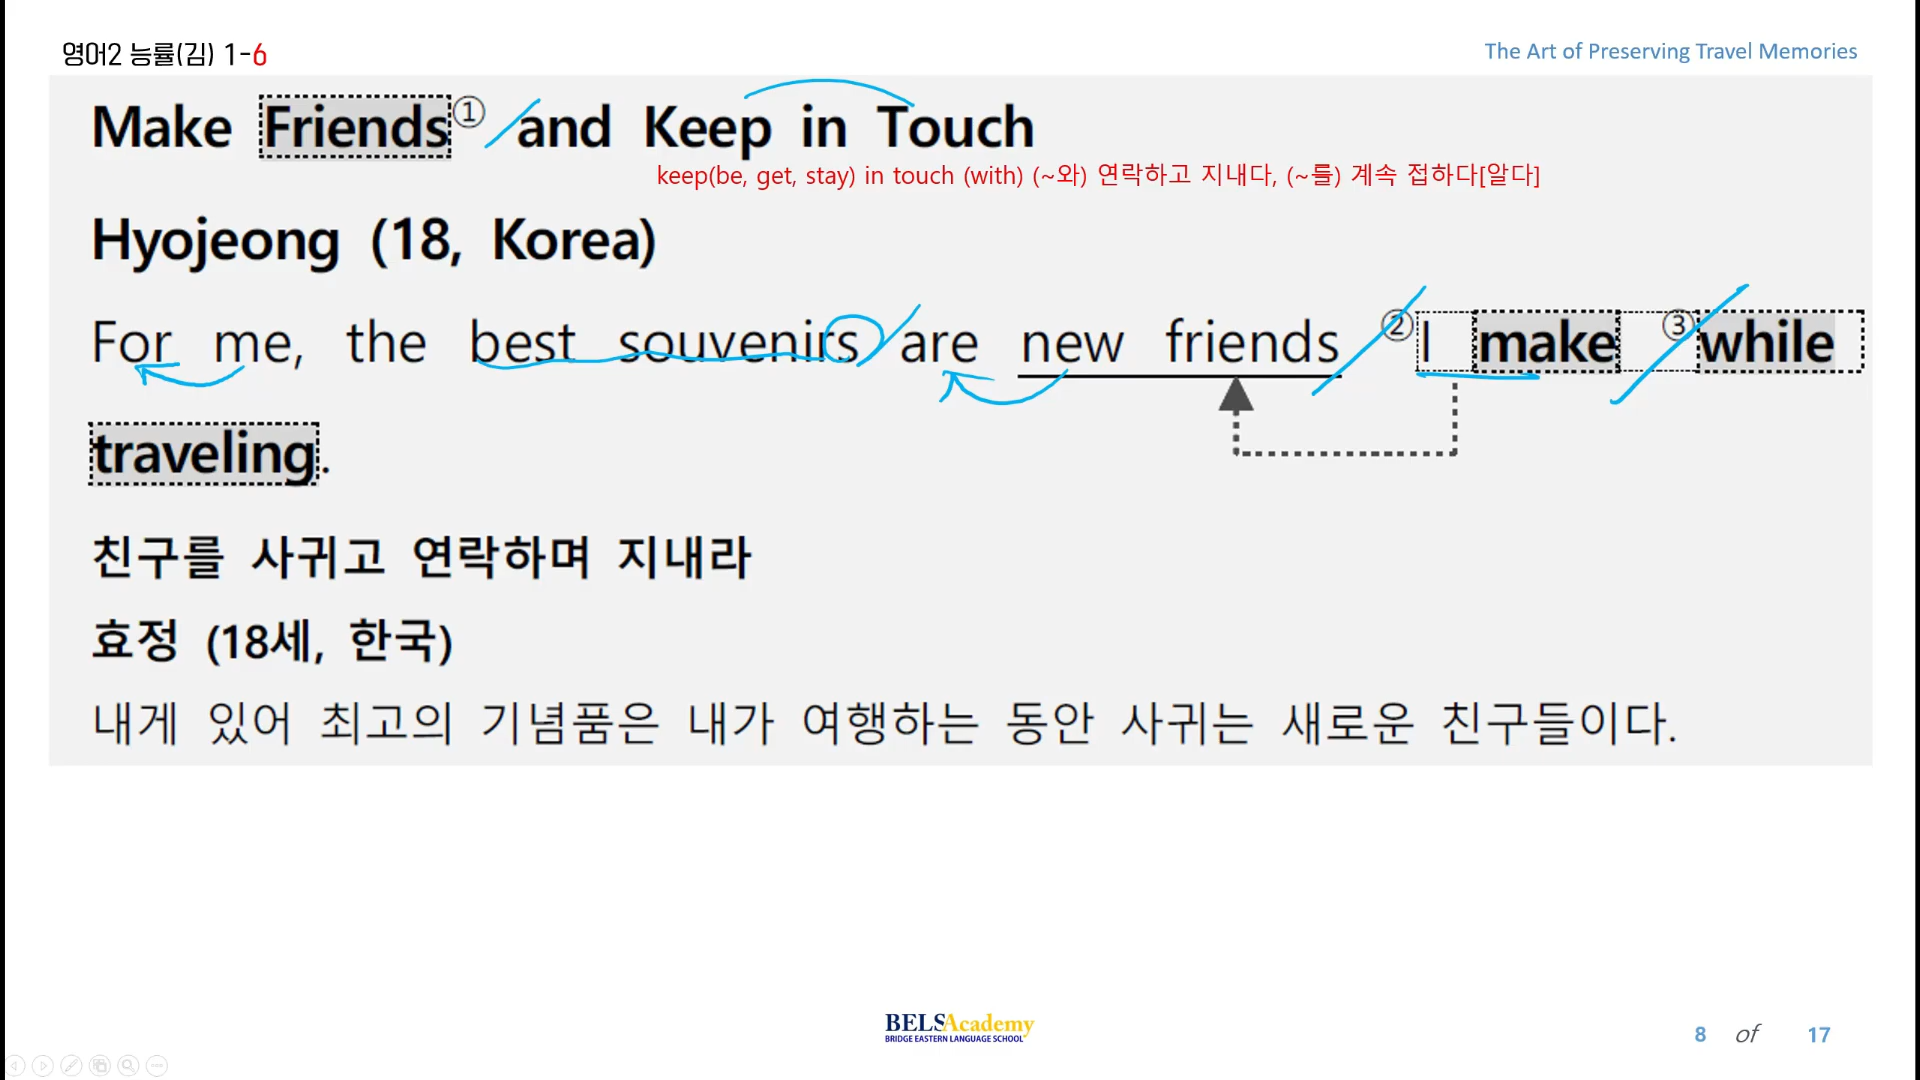 영어2 능률(김) 1-6
The Art of Preserving Travel Memories
Make Friends① and Keep in Touch
keep(be, get, stay) in touch (with) (~와) 연락하고 지내다, (~를) 계속 접하다[알다]
Hyojeong (18, Korea)
For me, the best souvenirs are new friends ②I make ③while
traveling.
친구를 사귀고 연락하며 지내라
효정 (18세, 한국)
내게 있어 최고의 기념품은 내가 여행하는 동안 사귀는 새로운 친구들이다.
BELSAcademy
BRIDGE EASTERN LANGUAGE SCHOOL
8 of 17